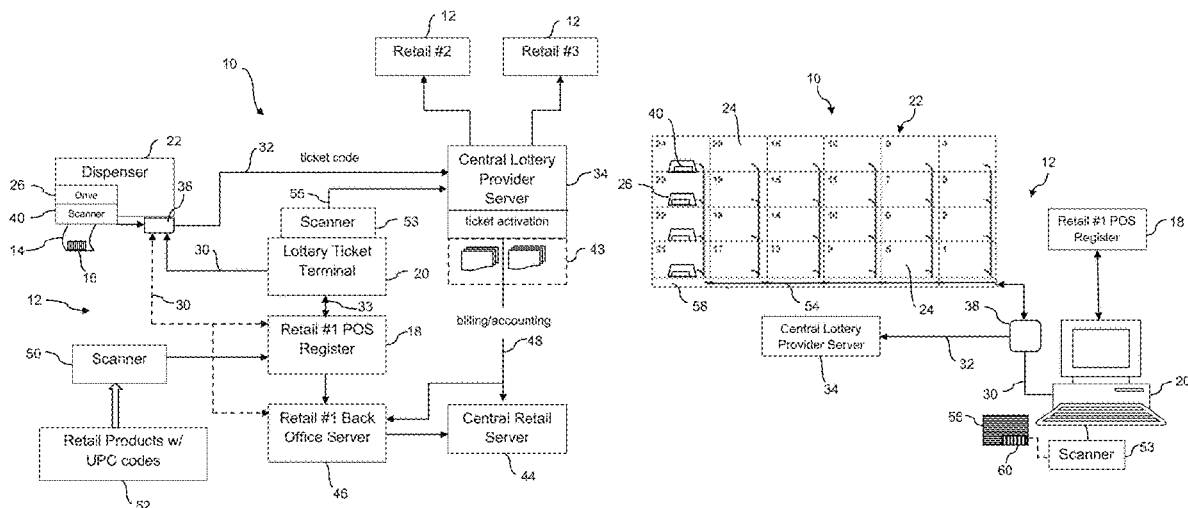 12
12
Retail #2
Retail #3
10
22
32
ticket code
Dispenser
26
Drive
38
40
Scanner
14
16
55
Scanner
53
Central Lottery
Provider
Server
34
ticket activation
43
30
Lottery Ticket
Terminal
20
12
30
33
billing/accounting
50
Scanner
Retail #1 POS
Register
18
48
Retail Products w/
UPC codes
52
Retail #1 Back
Office Server
46
Central Retail
Server
44
10
22
40
24
26
12
Retail #1 POS
Register
18
17
5
1
58
54
24
38
Central Lottery
Provider Server
32
34
30
20
60
Scanner
53